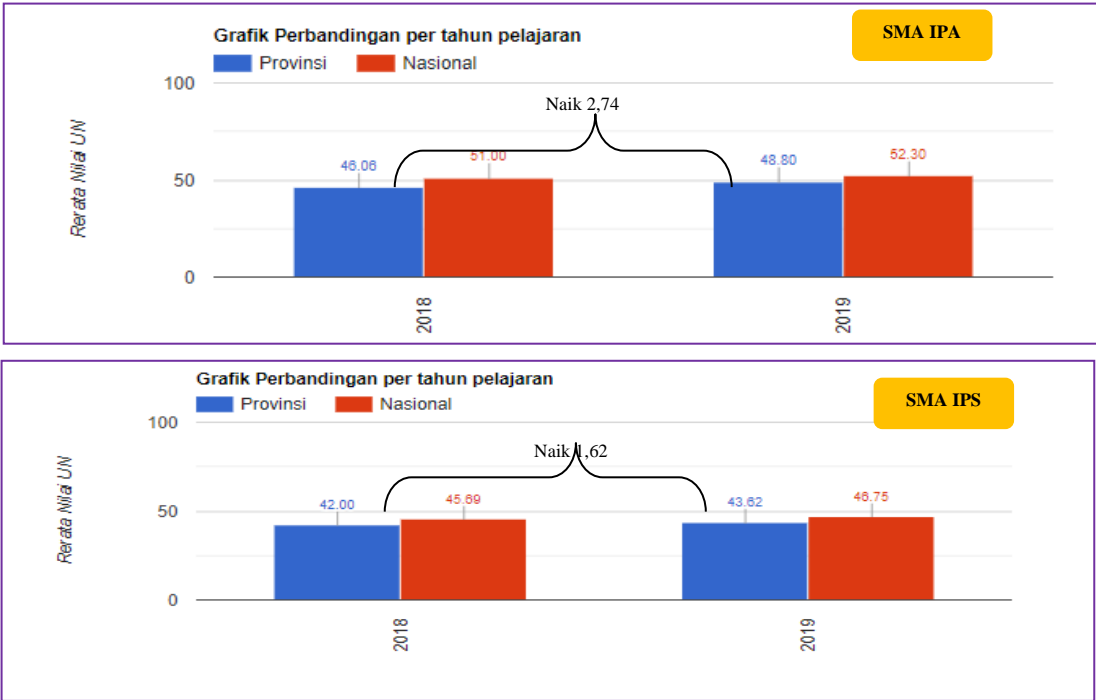 Grafik Perbandingan per tahun pelajaran
SMA IPA
Provinsi Nasional
100
Naik 2,74
Rerata Nilai UN
46.06
51.00
48.80
52.30
50
0
2018
2019
Grafik Perbandingan per tahun pelajaran
SMA IPS
Provinsi Nasional
100
Naik 1,62
Rerata Nilai UN
42.00
45.69
43.62
46.75
50
0
2018
2019